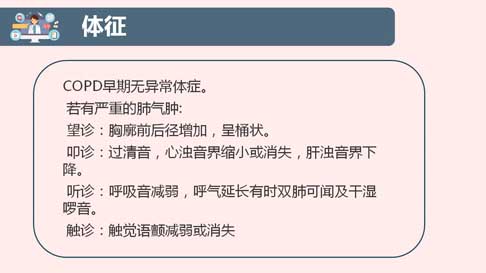 体征
COPD早期无异常体症。
若有严重的肺气肿:
望诊：胸廓前后径增加，呈桶状。
叩诊：过清音，心浊音界缩小或消失，肝浊音界下
降。
听诊：呼吸音减弱，呼气延长有时双肺可闻及干湿
啰音。
触诊：触觉语颤减弱或消失